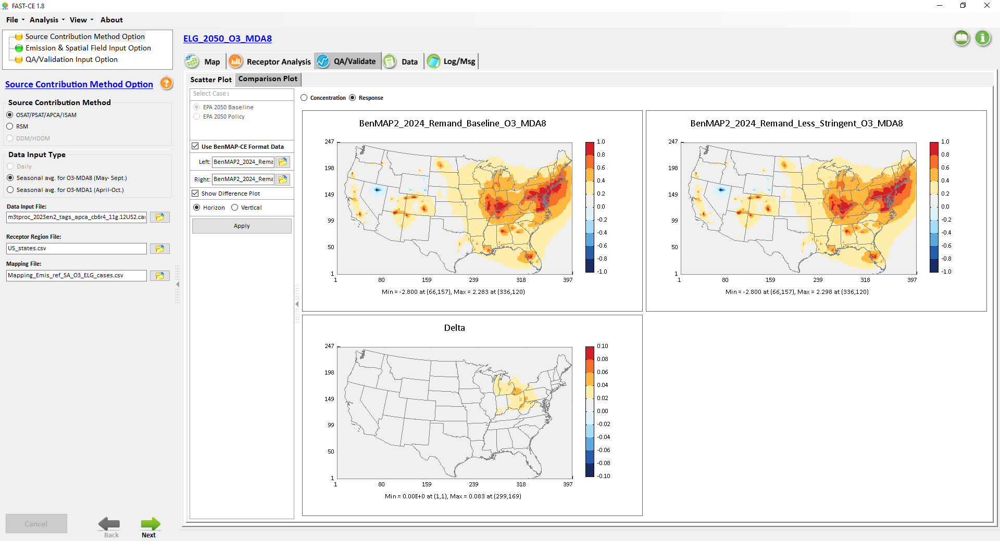 FAST-CE 1.8
File Analysis View About
Source Contribution Method Option
Emission & Spatial Field Input Option
QA/Validation Input Option
Source Contribution Method Option
Source Contribution Method
OSAT/PSAT/APCA/ISAM
RSM
DDM/HDDM
Data Input Type
Daily
Seasonal avg. for O3-MDA8 (May- Sept.)
Seasonal avg. for O3-MDA1 (April-Oct.)
Data Input File:
m3tproc_2023en2_tags_apca_cb6r4_11g.12US2.cai
Receptor Region File:
US_states.csv
Mapping File:
Mapping_Emis_ref_SA_O3_ELG_cases.csv
Cancel
Back
Next
ELG_2050_O3_MDA8
Map Receptor Analysis QA/Validate Data Log/Msg
Scatter Plot Comparison Plot
Select Case:
EPA 2050 Baseline
EPA 2050 Policy
Use BenMAP-CE Format Data
Left: BenMAP2_2024_Rema
Right: BenMAP2_2024_Rema
Show Difference Plot
Horizon Vertical
Apply
Concentration Response
BenMAP2_2024_Remand_Baseline_O3_MDA8
247
198
149
99
50
1
1 80 159 239 318 397
1.0
0.8
0.6
0.4
0.2
0.0
-0.2
-0.4
-0.6
-0.8
-1.0
Min = -2.800 at (66,157), Max = 2.283 at (336,120)
BenMAP2_2024_Remand_Less_Stringent_O3_MDA8
247
198
149
99
50
1
1 80 159 239 318 397
1.0
0.8
0.6
0.4
0.2
0.0
-0.2
-0.4
-0.6
-0.8
-1.0
Min = -2.800 at (66,157), Max = 2.298 at (336,120)
Delta
247
198
149
99
50
1
1 80 159 239 318 397
0.10
0.08
0.06
0.04
0.02
0.00
-0.02
-0.04
-0.06
-0.08
-0.10
Min = 0.00E+0 at (1,1), Max = 0.083 at (299,169)